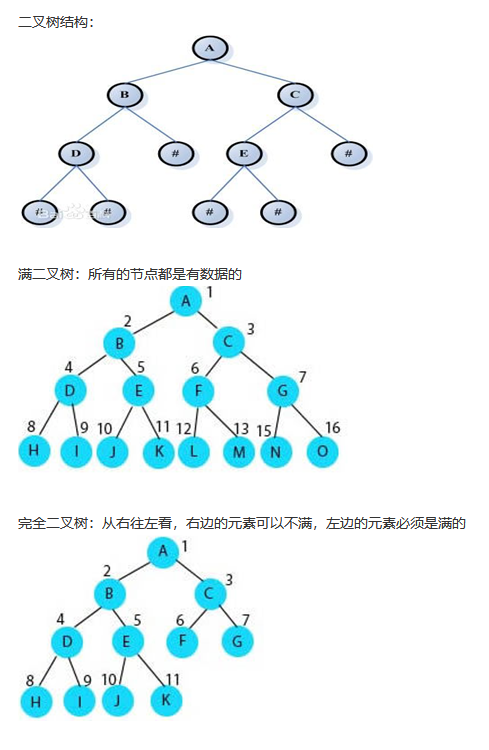 二叉树结构：
A
B C
D # E #
# # # #
满二叉树：所有的节点都是有数据的
A 1
2 B C 3
4 D 5 E 6 F G 7
8 9 10 11 12 13 15 16
H I J K L M N O
完全二叉树：从右往左看，右边的元素可以不满，左边的元素必须是满的
A 1
2 B C 3
4 D 5 E 6 F 7 G
8 9 10 11
H I J K